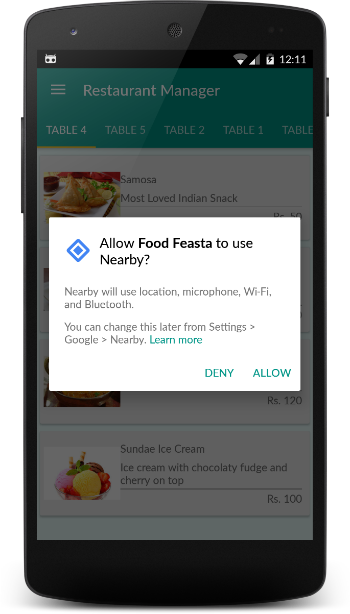 12:11
Restaurant Manager
TABLE 4 TABLE 5 TABLE 2 TABLE 1 TABLE
Samosa
Most Loved Indian Snack
Rs. 50
Allow Food Feasta to use
Nearby?
Nearby will use location, microphone, Wi-Fi,
and Bluetooth.
You can change this later from Settings >
Google > Nearby. Learn more
DENY ALLOW
Rs. 120
Sundae Ice Cream
Ice cream with chocolaty fudge and
cherry on top
Rs. 100